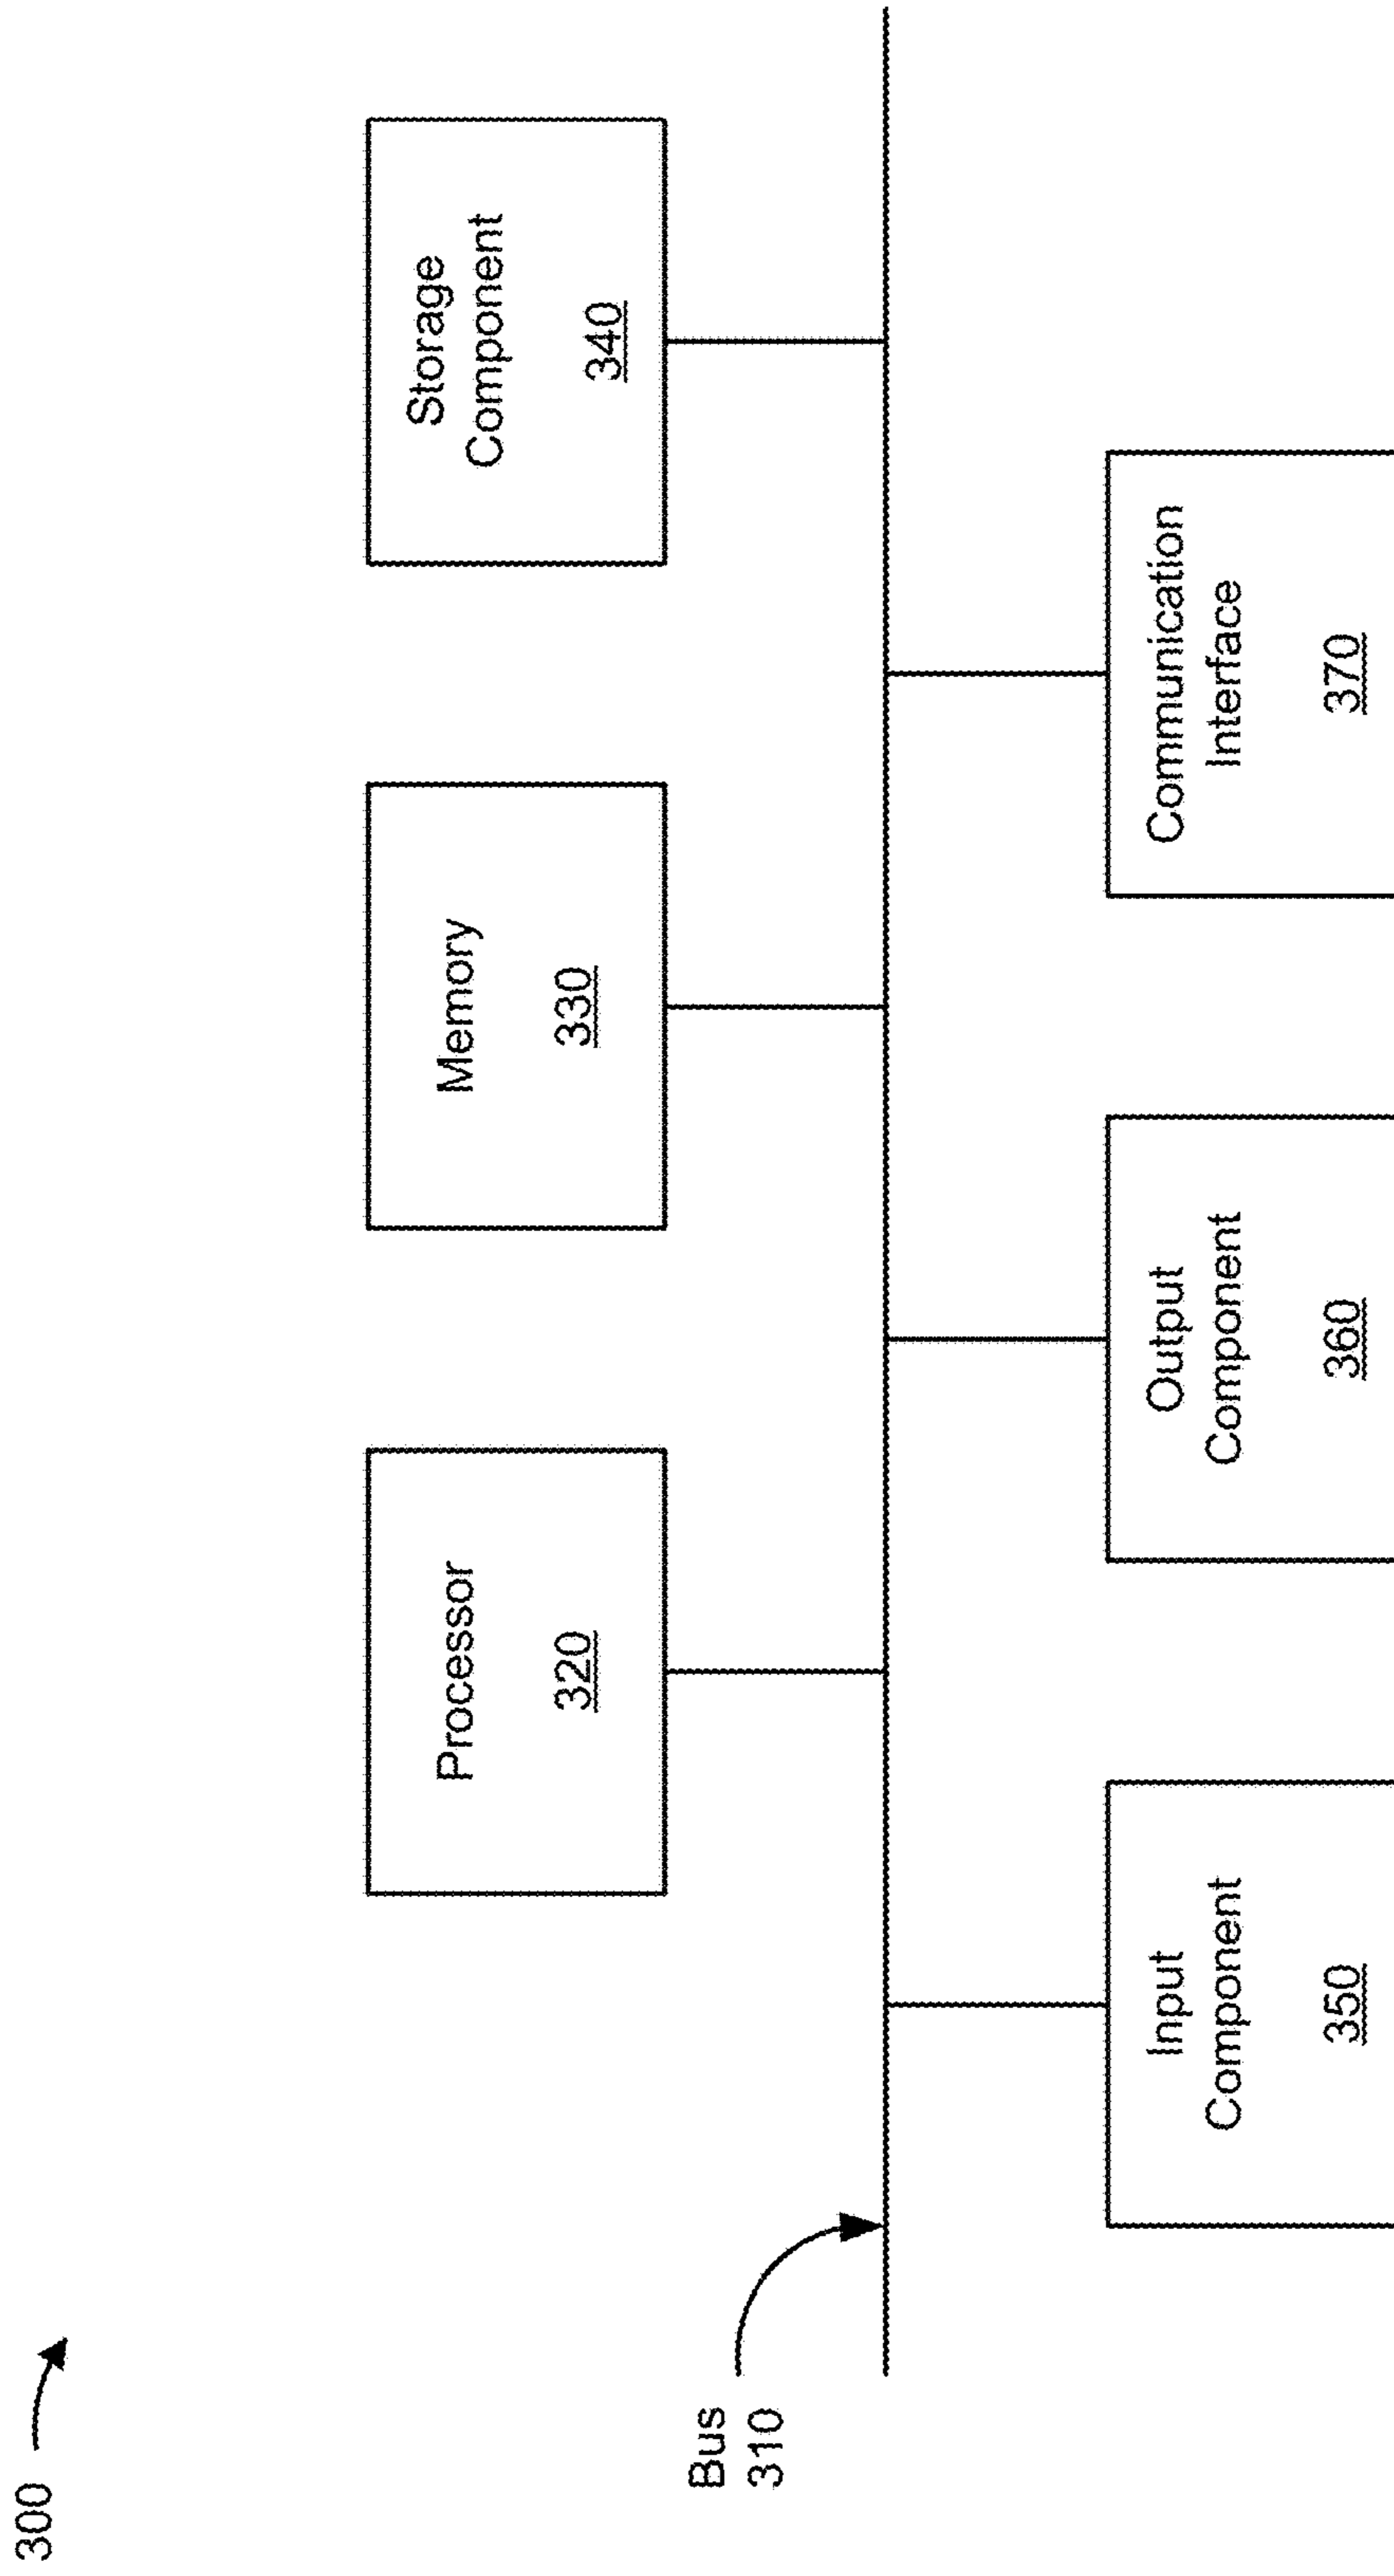 300
Processor
320
Memory
330
Storage
Component
340
Bus
310
Input
Component
350
Output
Component
360
Communication
Interface
370